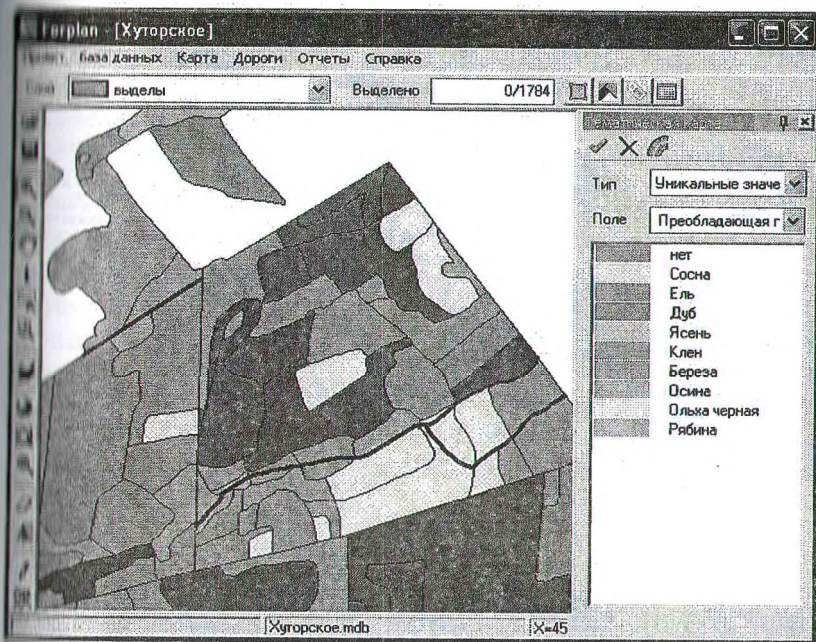 Forplan - [Хуторское]
База данных Карта Дороги Отчеты Справка
выделы
Выделено 0/1784
Тип Уникальные значе
Поле Преобладающая г
нет
Сосна
Ель
Дуб
Ясень
Клен
Береза
Осина
Ольха черная
Рябина
Хуторское.mdb X=45